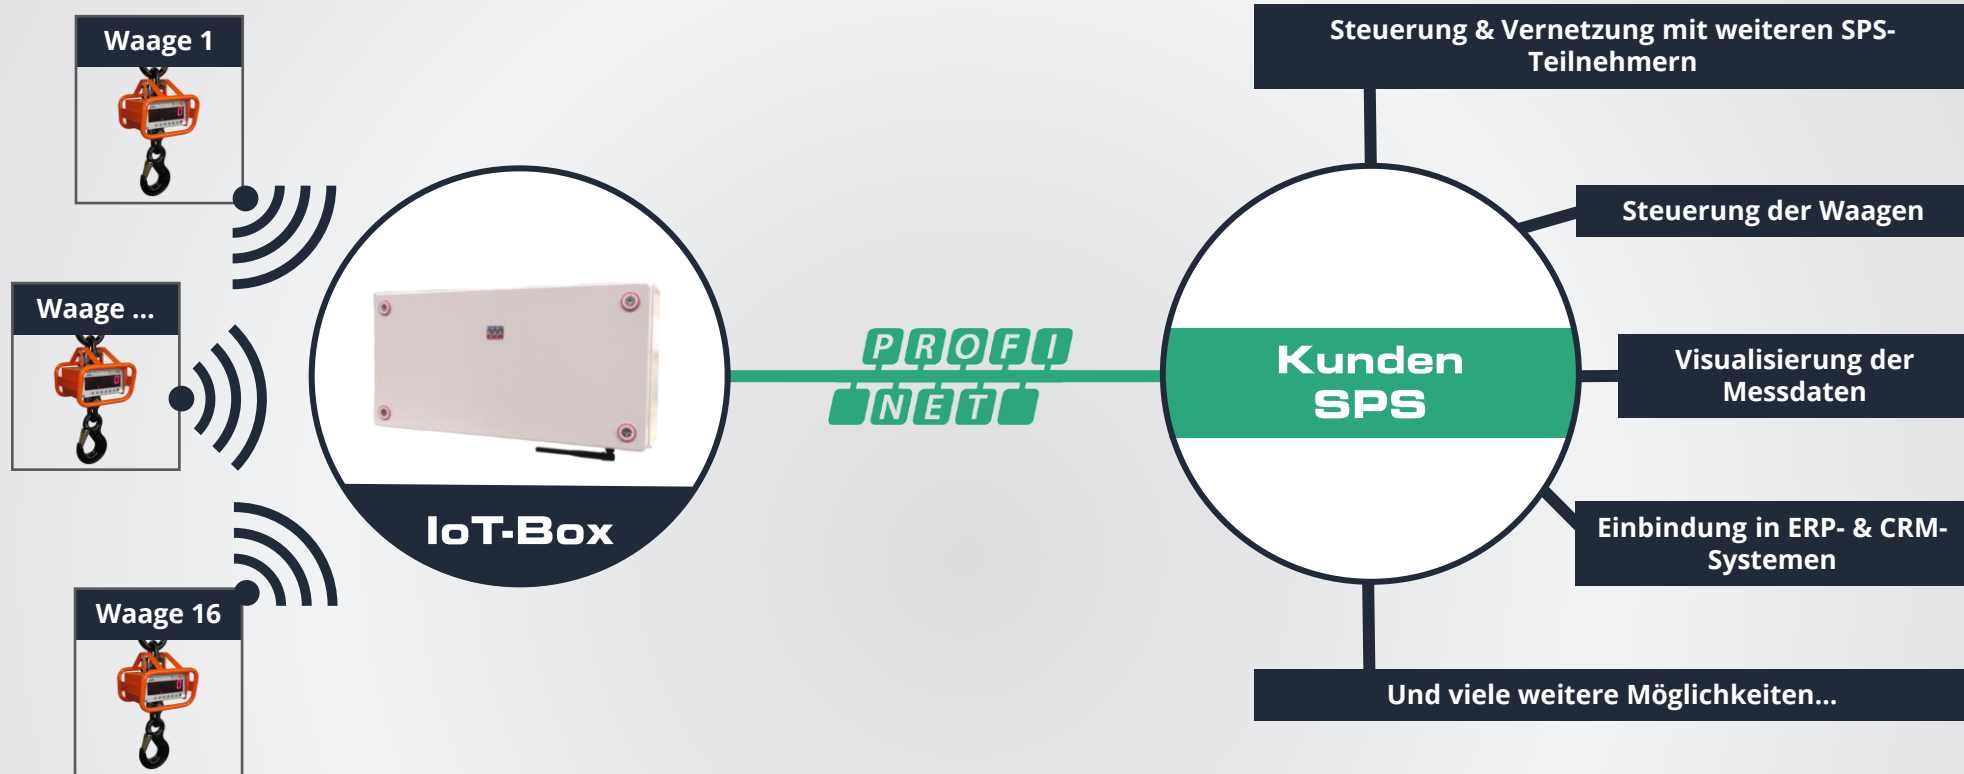 Waage 1
Waage ...
Waage 16
IoT-Box
PROFI
NET
Kunden
SPS
Steuerung & Vernetzung mit weiteren SPS-
Teilnehmern
Steuerung der Waagen
Visualisierung der
Messdaten
Einbindung in ERP- & CRM-
Systemen
Und viele weitere Möglichkeiten...